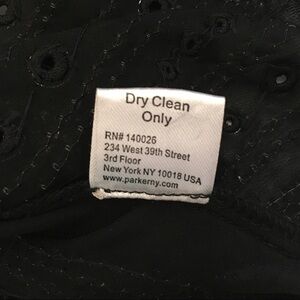 Dry Clean
Only
RN# 140026
234 West 39th Street
3rd Floor
New York NY 10018 USA
www.parkerny.com